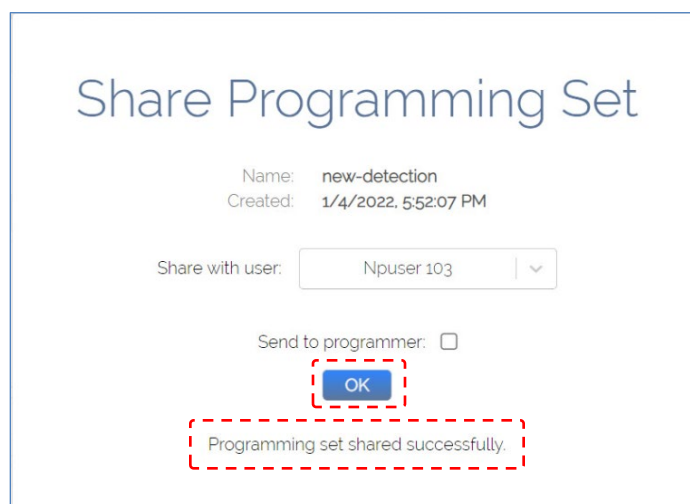 Share Programming Set
Name: new-detection
Created: 1/4/2022, 5:52:07 PM
Share with user: Npuser 103
Send to programmer:
OK
Programming set shared successfully.